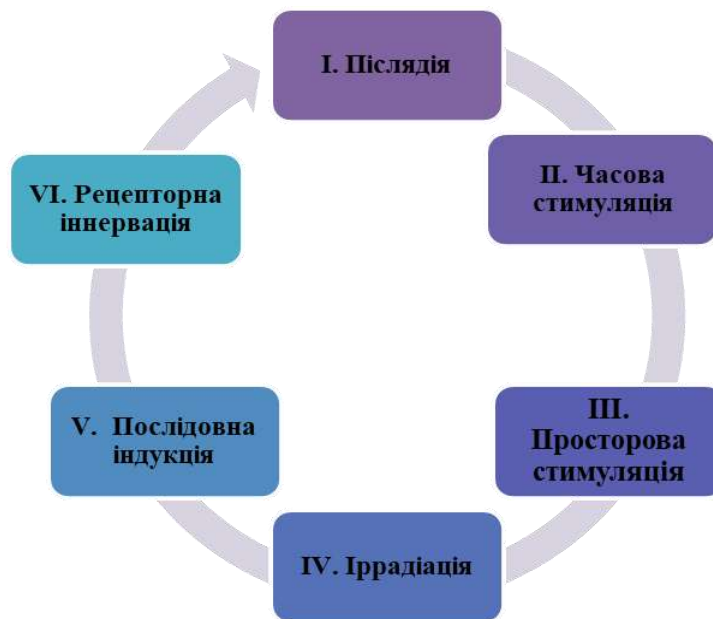 I. Післядія
II. Часова
стимуляція
III.
Просторова
стимуляція
IV. Іррадіація
V. Послідовна
індукція
VI. Рецепторна
іннервація